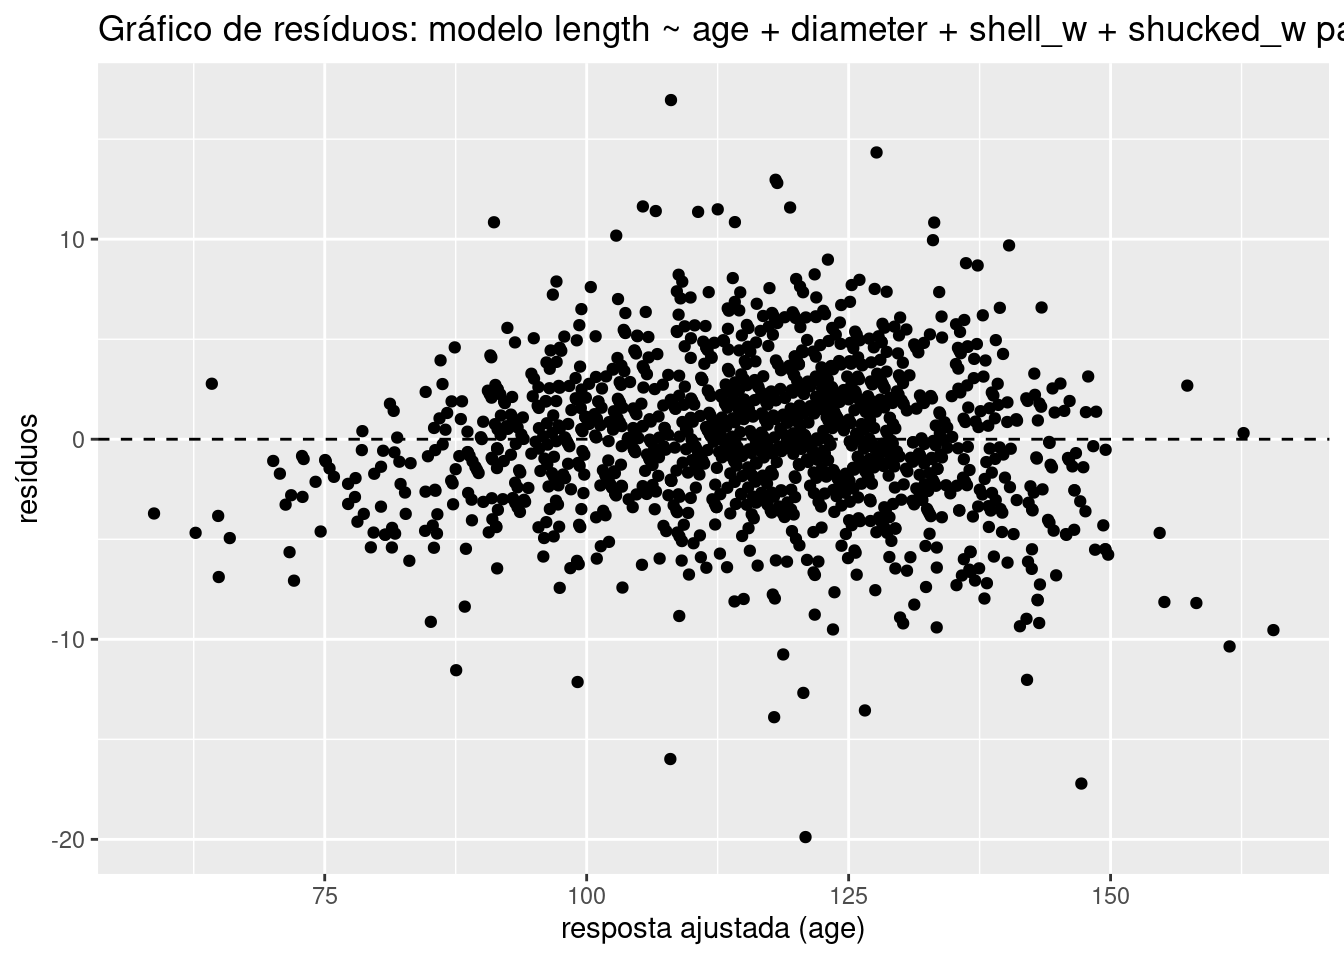 Gráfico de resíduos: modelo length ~ age + diameter + shell_w + shucked_w pa
10
0
-10
-20
resíduos
75 100 125 150
resposta ajustada (age)